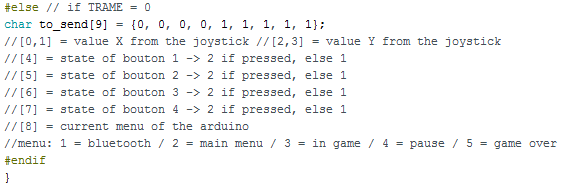 #else // if TRAME = 0
char to_send[9] = {0, 0, 0, 0, 1, 1, 1, 1, 1};
//[0,1] = value X from the joystick //[2,3] = value Y from the joystick
//[4] = state of bouton 1 -> 2 if pressed, else 1
//[5] = state of bouton 2 -> 2 if pressed, else 1
//[6] = state of bouton 3 -> 2 if pressed, else 1
//[7] = state of bouton 4 -> 2 if pressed, else 1
//[8] = current menu of the arduino
//menu: 1 = bluetooth / 2 = main menu / 3 = in game / 4 = pause / 5 = game over
#endif
}